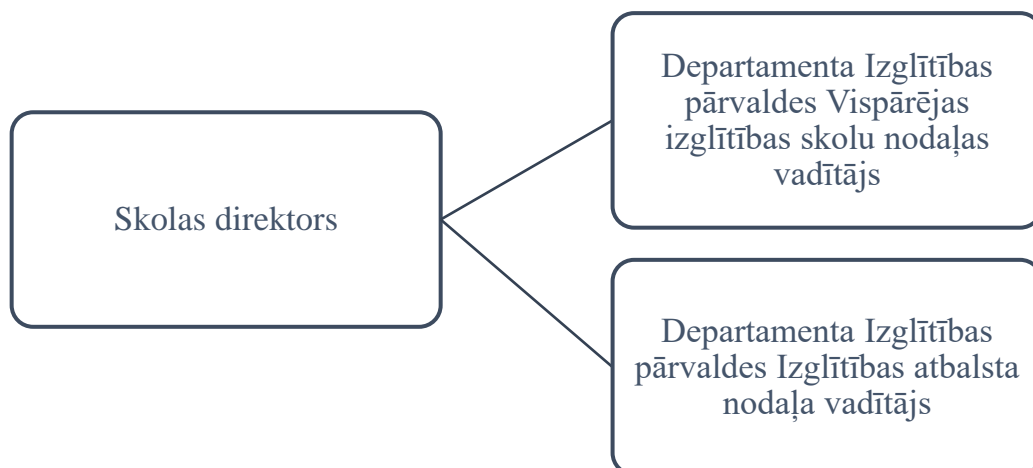 Skolas direktors
Departamenta Izglītības
pārvaldes Vispārējas
izglītības skolu nodaļas
vadītājs
Departamenta Izglītības
pārvaldes Izglītības atbalsta
nodaļa vadītājs